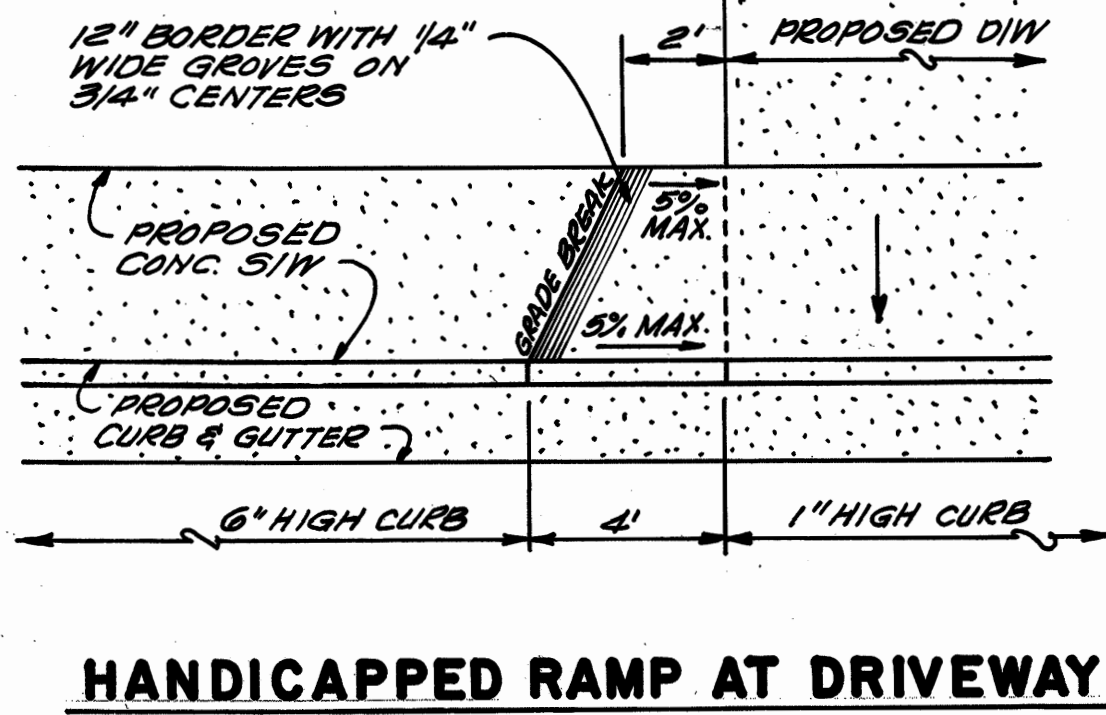 12" BORDER WITH 1/4"
WIDE GROVES ON
3/4" CENTERS
2'
PROPOSED D/W
GRADE BREAK
5%
MAX.
PROPOSED
CONC. S/W
5% MAX.
PROPOSED
CURB & GUTTER
6" HIGH CURB
4'
1" HIGH CURB
HANDICAPPED RAMP AT DRIVEWAY